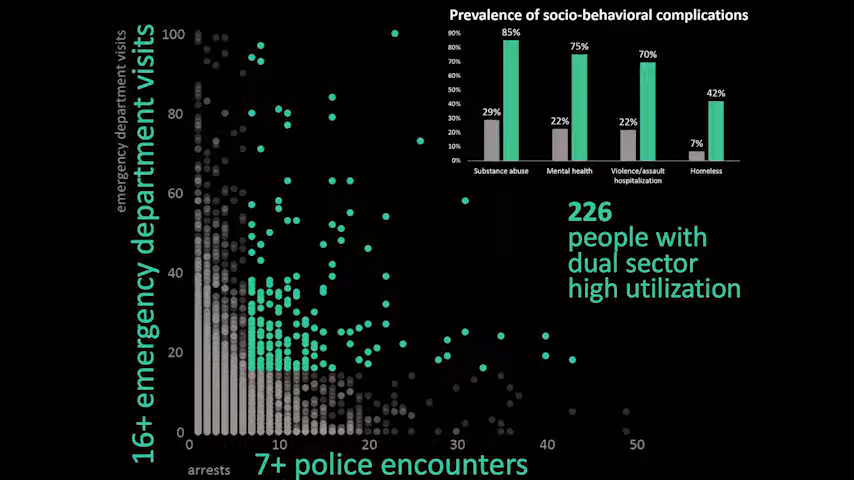 Prevalence of socio-behavioral complications
90%
80%
70%
60%
50%
40%
30%
20%
10%
0%
29%
85%
22%
75%
22%
70%
7%
42%
Substance abuse
Mental health
Violence/assault hospitalization
Homeless
226
people with
dual sector
high utilization
emergency department visits
16+ emergency department visits
100
80
60
40
20
0
0
10
20
30
40
50
arrests
7+ police encounters